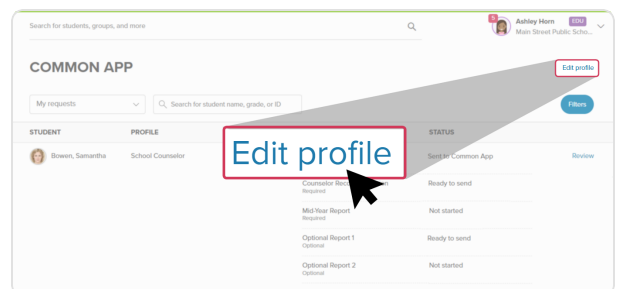 Search for students, groups, and more
5
Ashley Horn EDU
Main Street Public Scho...
COMMON APP
Edit profile
My requests
Search for student name, grade, or ID
Filters
STUDENT PROFILE STATUS
Bowen, Samantha School Counselor Sent to Common App Review
Edit profile
Counselor
Required
Ready to send
Mid-Year Report Not started
Required
Optional Report 1 Ready to send
Optional
Optional Report 2 Not started
Optional